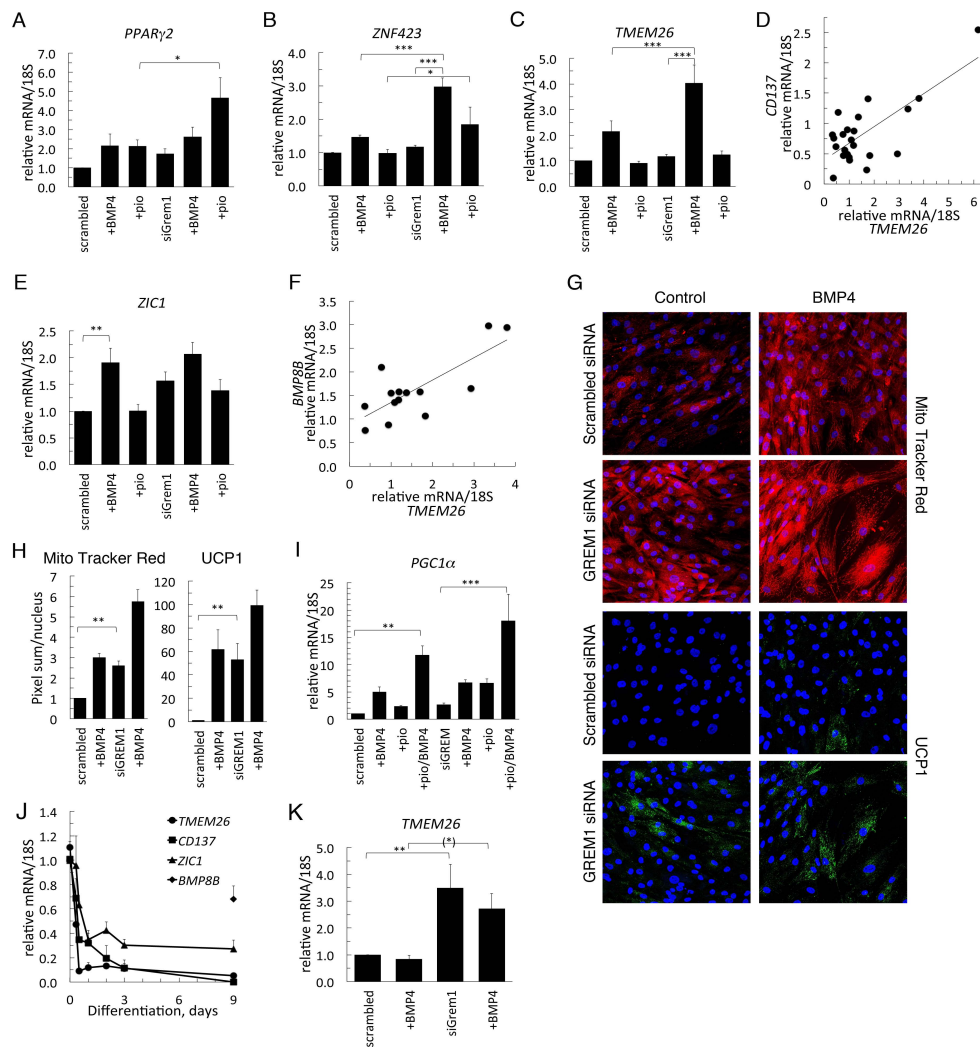 A
PPARγ2
*
relative mRNA/18S
7.0
6.0
5.0
4.0
3.0
2.0
1.0
0.0
scrambled
+BMP4
+pio
siGrem1
+BMP4
+pio
B
ZNF423
***
***
*
relative mRNA/18S
4.0
3.0
2.0
1.0
0.0
scrambled
+BMP4
+pio
siGrem1
+BMP4
+pio
C
TMEM26
***
***
relative mRNA/18S
5.0
4.0
3.0
2.0
1.0
0.0
scrambled
+BMP4
+pio
siGrem1
+BMP4
+pio
D
CD137
relative mRNA/18S
2.5
2.0
1.5
1.0
0.5
0
0 1 2 3 4 5 6
relative mRNA/18S
TMEM26
E
ZIC1
**
relative mRNA/18S
2.5
2.0
1.5
1.0
0.5
0.0
scrambled
+BMP4
+pio
siGrem1
+BMP4
+pio
F
BMP8B
relative mRNA/18S
3.5
3.0
2.5
2.0
1.5
1.0
0.5
0.0
0 1 2 3 4
relative mRNA/18S
TMEM26
G
Control
BMP4
Scrambled siRNA
GREM1 siRNA
Mito Tracker Red
Scrambled siRNA
GREM1 siRNA
UCP1
H
Mito Tracker Red
**
Pixel sum/nucleus
7
6
5
4
3
2
1
0
scrambled
+BMP4
siGREM1
+BMP4
UCP1
**
120
100
80
60
40
20
0
scrambled
+BMP4
siGREM1
+BMP4
I
PGC1α
**
***
relative mRNA/18S
25
20
15
10
5
0
scrambled
+BMP4
+pio
+pio/BMP4
siGREM
+BMP4
+pio
+pio/BMP4
J
TMEM26
CD137
ZIC1
BMP8B
relative mRNA/18S
1.4
1.2
1.0
0.8
0.6
0.4
0.2
0.0
0 3 6 9
Differentiation, days
K
TMEM26
**
(*)
relative mRNA/18S
5.0
4.0
3.0
2.0
1.0
0.0
scrambled
+BMP4
siGrem1
+BMP4